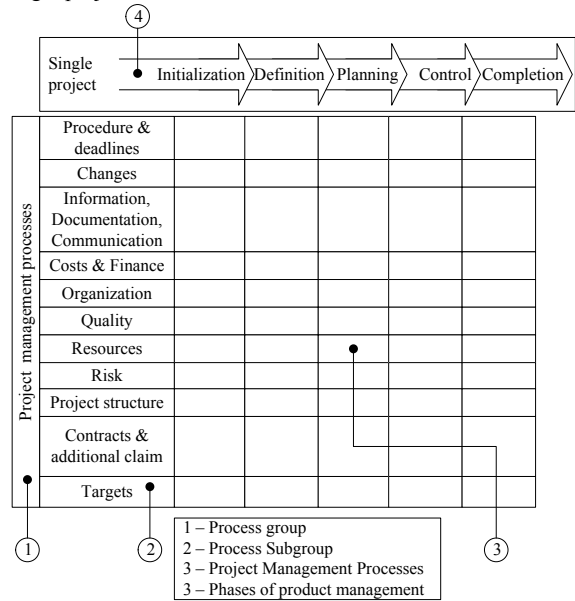 4
Single
project
Initialization Definition Planning Control Completion
Project management processes
Procedure &
deadlines
Changes
Information,
Documentation,
Communication
Costs & Finance
Organization
Quality
Resources
Risk
Project structure
Contracts &
additional claim
Targets
1
2
3
1 – Process group
2 – Process Subgroup
3 – Project Management Processes
3 – Phases of product management